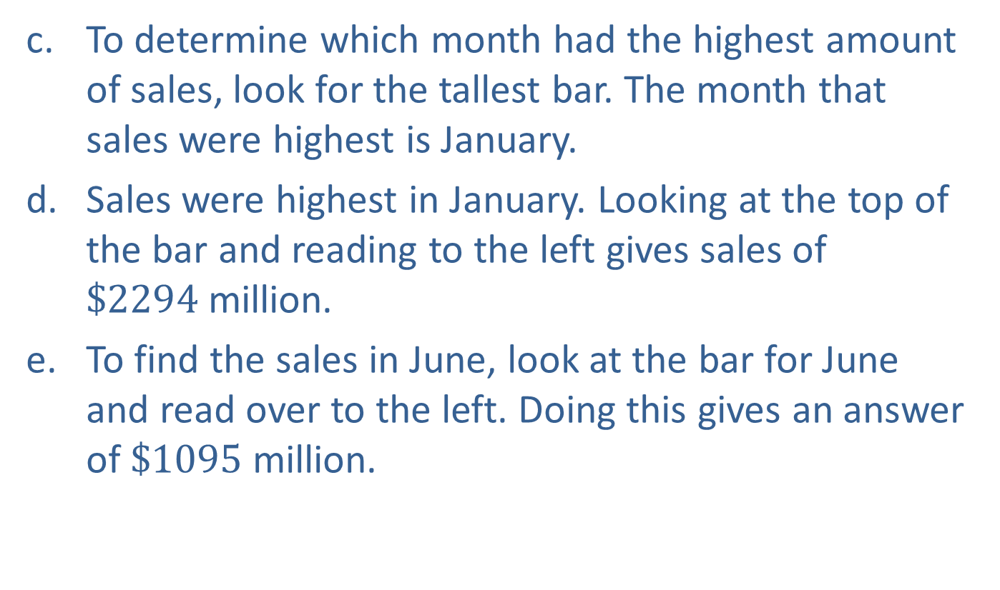 c. To determine which month had the highest amount
of sales, look for the tallest bar. The month that
sales were highest is January.
d. Sales were highest in January. Looking at the top of
the bar and reading to the left gives sales of
$2294 million.
e. To find the sales in June, look at the bar for June
and read over to the left. Doing this gives an answer
of $1095 million.